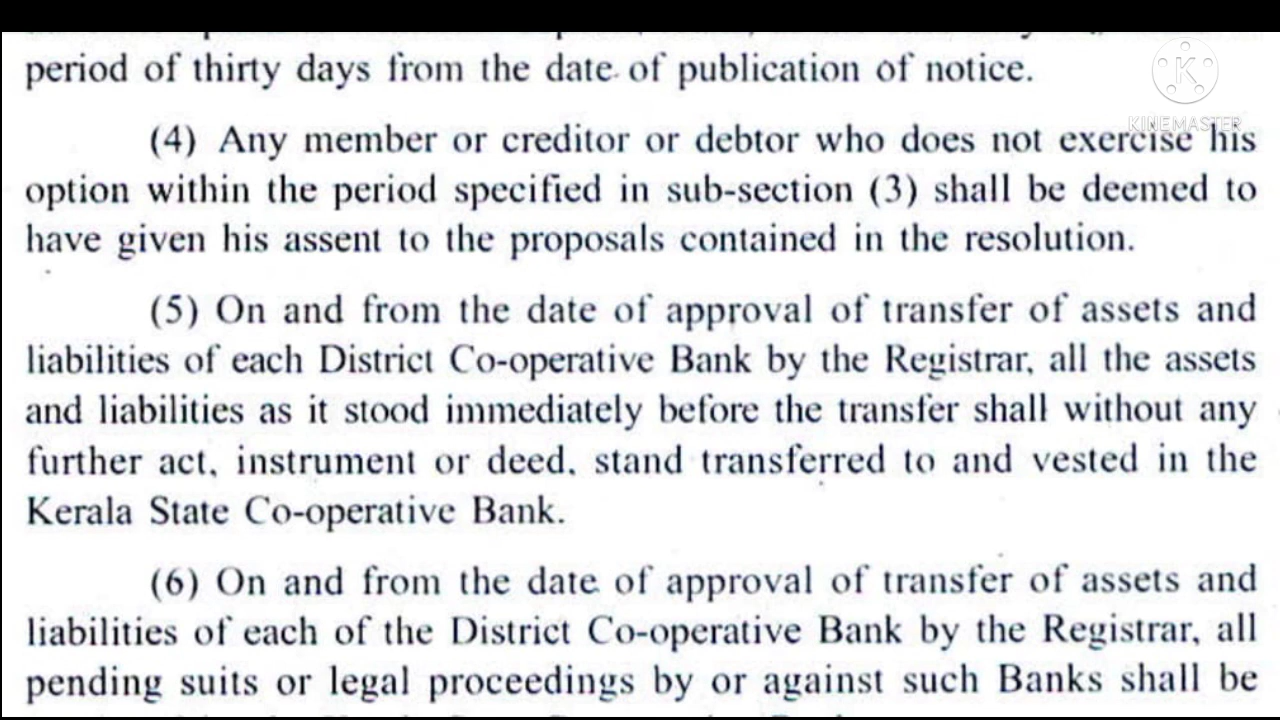 period of thirty days from the date of publication of notice.
K
KINEMASTER
(4) Any member or creditor or debtor who does not exercise his
option within the period specified in sub-section (3) shall be deemed to
have given his assent to the proposals contained in the resolution.
(5) On and from the date of approval of transfer of assets and
liabilities of each District Co-operative Bank by the Registrar, all the assets
and liabilities as it stood immediately before the transfer shall without any
further act, instrument or deed, stand transferred to and vested in the
Kerala State Co-operative Bank.
(6) On and from the date of approval of transfer of assets and
liabilities of each of the District Co-operative Bank by the Registrar, all
pending suits or legal proceedings by or against such Banks shall be